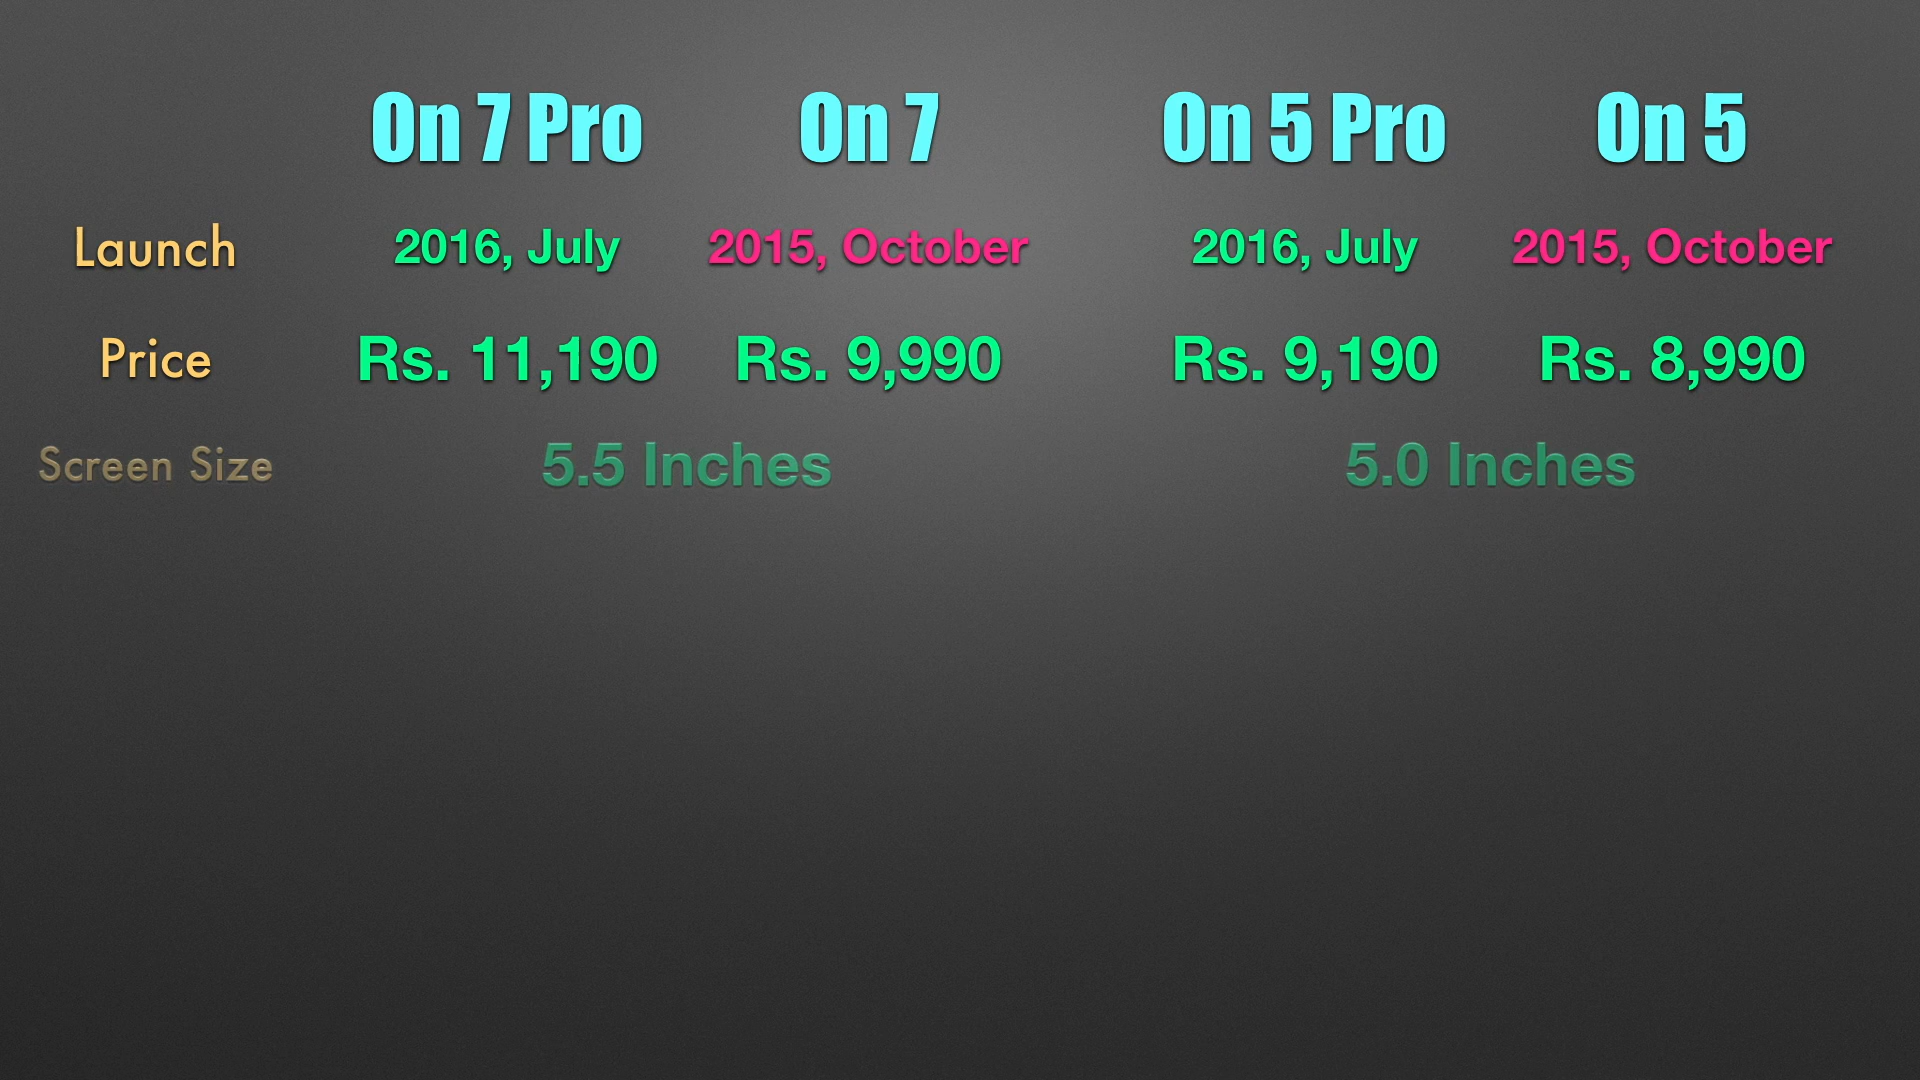 On 7 Pro On 7 On 5 Pro On 5
Launch 2016, July 2015, October 2016, July 2015, October
Price Rs. 11,190 Rs. 9,990 Rs. 9,190 Rs. 8,990
Screen Size 5.5 Inches 5.0 Inches